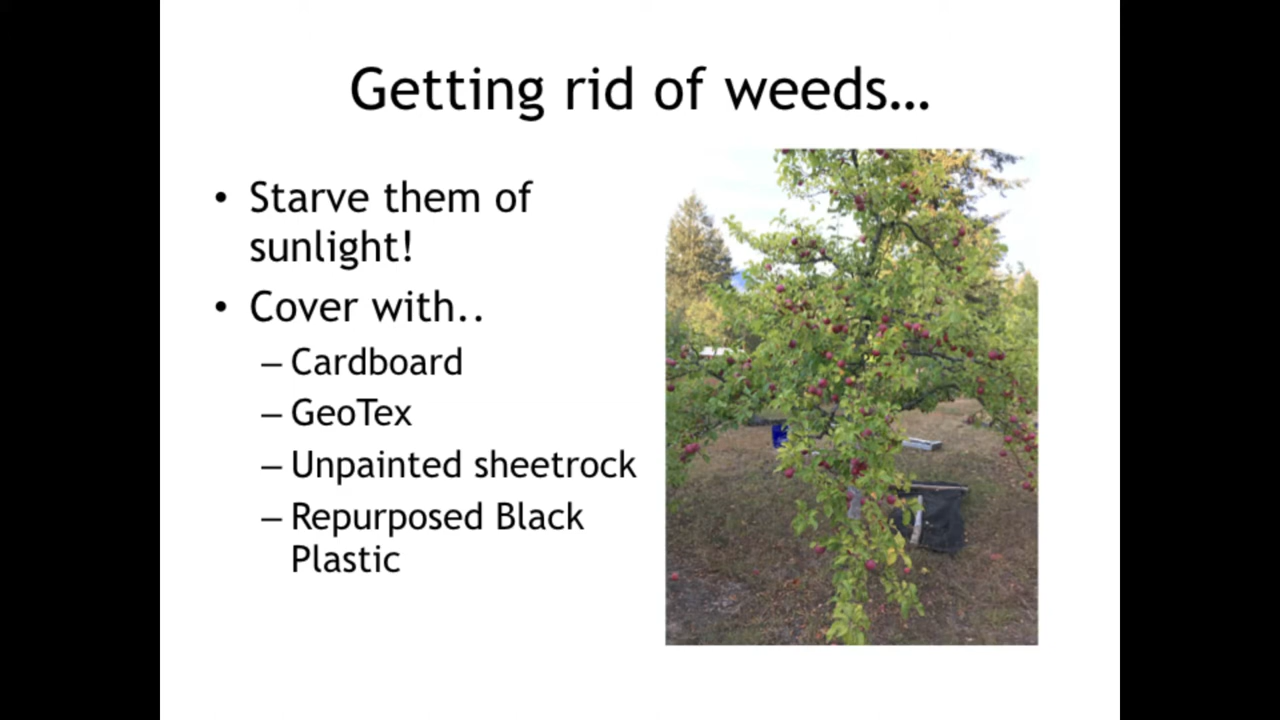 Getting rid of weeds…
• Starve them of
sunlight!
• Cover with..
– Cardboard
– GeoTex
– Unpainted sheetrock
– Repurposed Black
Plastic